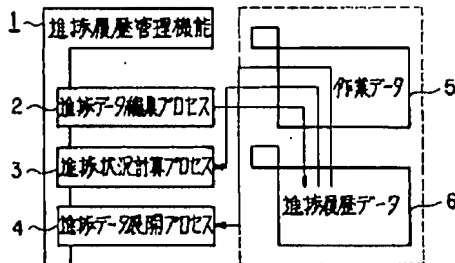 1
進捗履歴管理機能
2
進捗データ編集プロセス
3
進捗状況計算プロセス
4
進捗データ展開プロセス
作業データ
5
進捗履歴データ
6